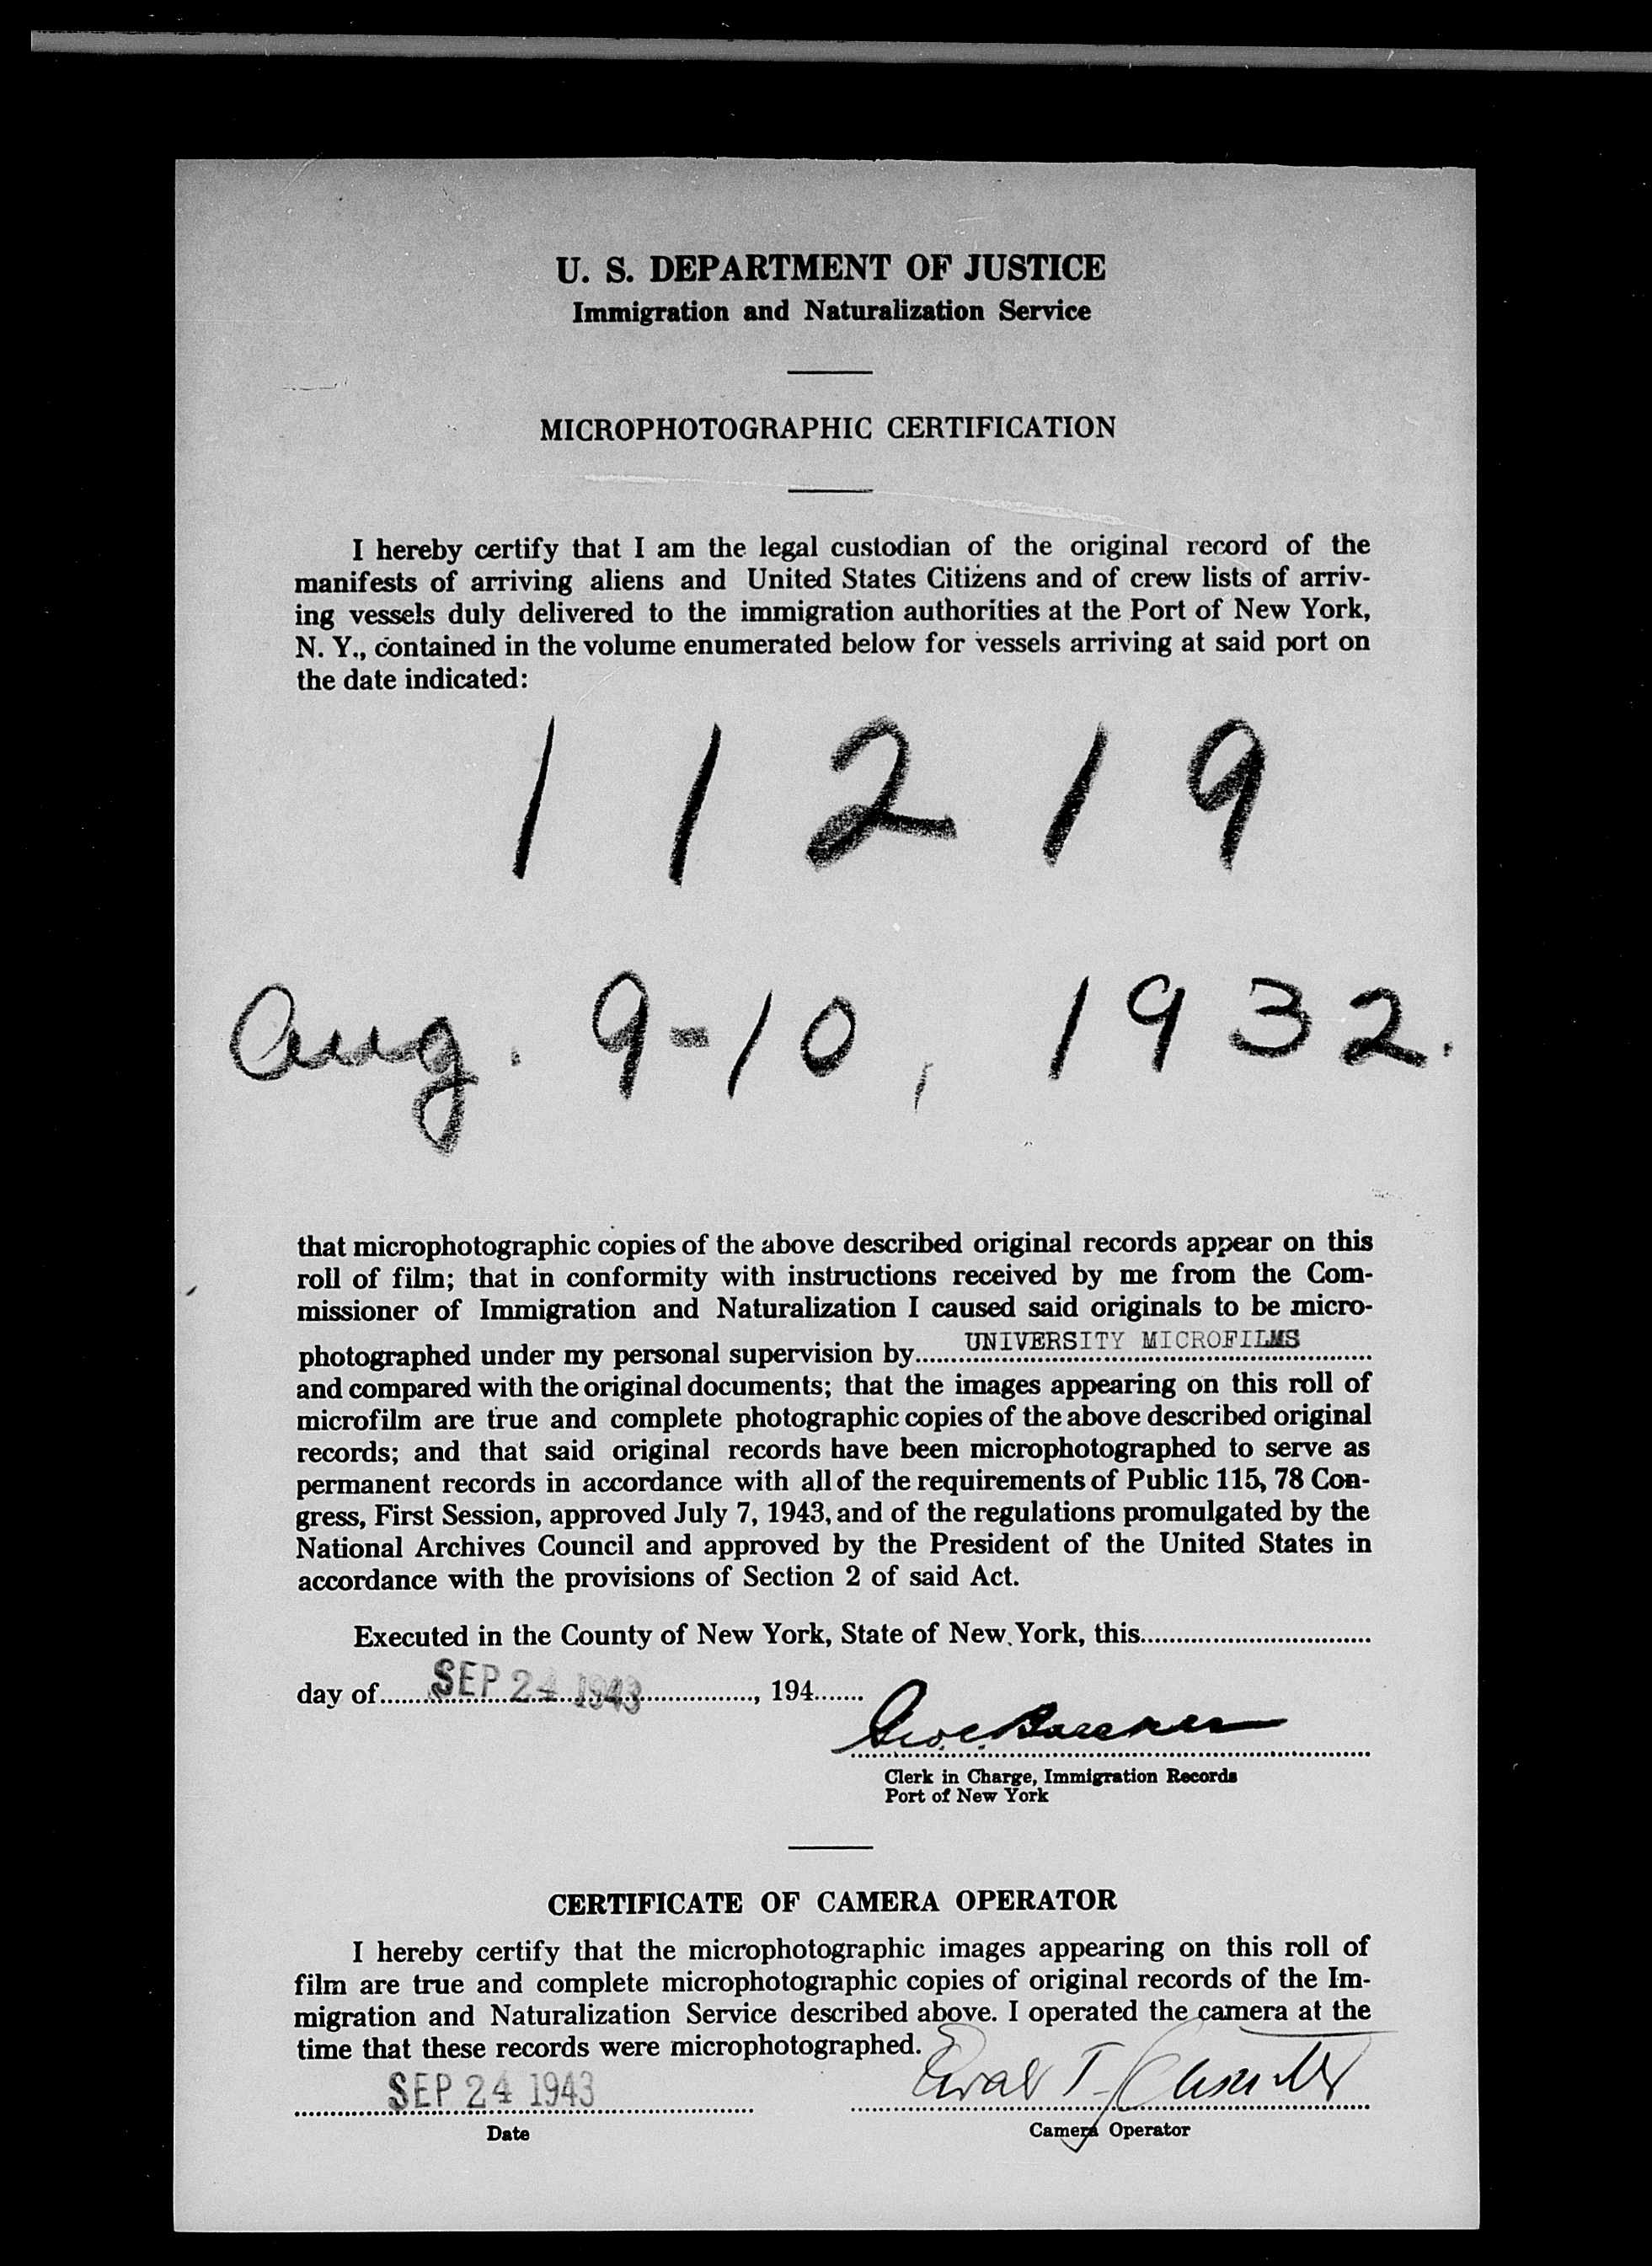 U. S. DEPARTMENT OF JUSTICE
Immigration and Naturalization Service
MICROPHOTOGRAPHIC CERTIFICATION
I hereby certify that I am the legal custodian of the original record of the
manifests of arriving aliens and United States Citizens and of crew lists of arriv-
ing vessels duly delivered to the immigration authorities at the Port of New York,
N. Y., contained in the volume enumerated below for vessels arriving at said port on
the date indicated:
11219
Aug. 9-10, 1932.
that microphotographic copies of the above described original records appear on this
roll of film; that in conformity with instructions received by me from the Com-
missioner of Immigration and Naturalization I caused said originals to be micro-
photographed under my personal supervision by UNIVERSITY MICROFILMS
and compared with the original documents; that the images appearing on this roll of
microfilm are true and complete photographic copies of the above described original
records; and that said original records have been microphotographed to serve as
permanent records in accordance with all of the requirements of Public 115, 78 Con-
gress, First Session, approved July 7, 1943, and of the regulations promulgated by the
National Archives Council and approved by the President of the United States in
accordance with the provisions of Section 2 of said Act.
Executed in the County of New York, State of New York, this
day of SEP 24 1943, 194
Clerk in Charge, Immigration Records
Port of New York
CERTIFICATE OF CAMERA OPERATOR
I hereby certify that the microphotographic images appearing on this roll of
film are true and complete microphotographic copies of original records of the Im-
migration and Naturalization Service described above. I operated the camera at the
time that these records were microphotographed.
SEP 24 1943
Date
Camera Operator